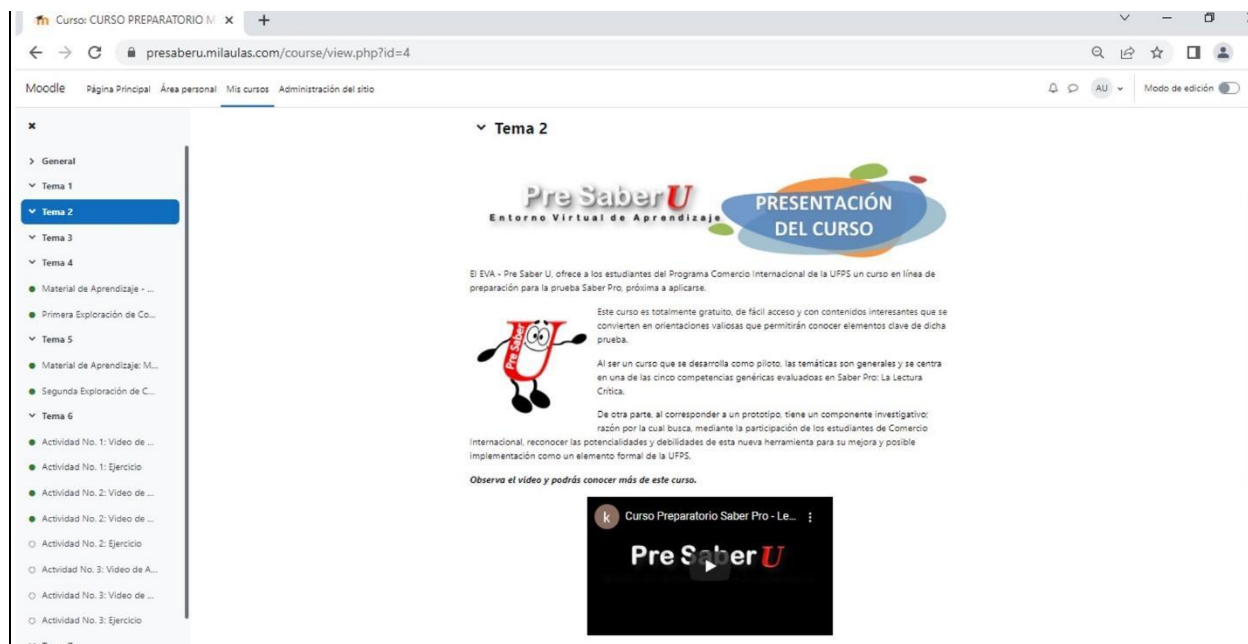 Curso: CURSO PREPARATORIO M
presaberu.milaulas.com/course/view.php?id=4
Moodle Página Principal Área personal Mis cursos Administración del sitio AU Modo de edición
General
Tema 1
Tema 2
Tema 3
Tema 4
Material de Aprendizaje - ...
Primera Exploración de Co...
Tema 5
Material de Aprendizaje: M...
Segunda Exploración de C...
Tema 6
Actividad No. 1: Video de ...
Actividad No. 1: Ejercicio
Actividad No. 2: Video de ...
Actividad No. 2: Video de ...
Actividad No. 2: Ejercicio
Actvidad No. 3: Video de A...
Actividad No. 3: Video de ...
Actividad No. 3: Ejercicio
Tema 2
Pre Saber U
Entorno Virtual de Aprendizaje
PRESENTACIÓN
DEL CURSO
El EVA - Pre Saber U, ofrece a los estudiantes del Programa Comercio Internacional de la UFPS un curso en línea de
preparación para la prueba Saber Pro, próxima a aplicarse.
Pre Saber
Este curso es totalmente gratuito, de fácil acceso y con contenidos interesantes que se
convierten en orientaciones valiosas que permitirán conocer elementos clave de dicha
prueba.
Al ser un curso que se desarrolla como piloto, las temáticas son generales y se centra
en una de las cinco competencias genéricas evaluadoas en Saber Pro: La Lectura
Crítica.
De otra parte, al corresponder a un prototipo, tiene un componente investigativo;
razón por la cual busca, mediante la participación de los estudiantes de Comercio
Internacional, reconocer las potencialidades y debilidades de esta nueva herramienta para su mejora y posible
implementación como un elemento formal de la UFPS.
Observa el vídeo y podrás conocer más de este curso.
k Curso Preparatorio Saber Pro - Le...
Pre Saber U